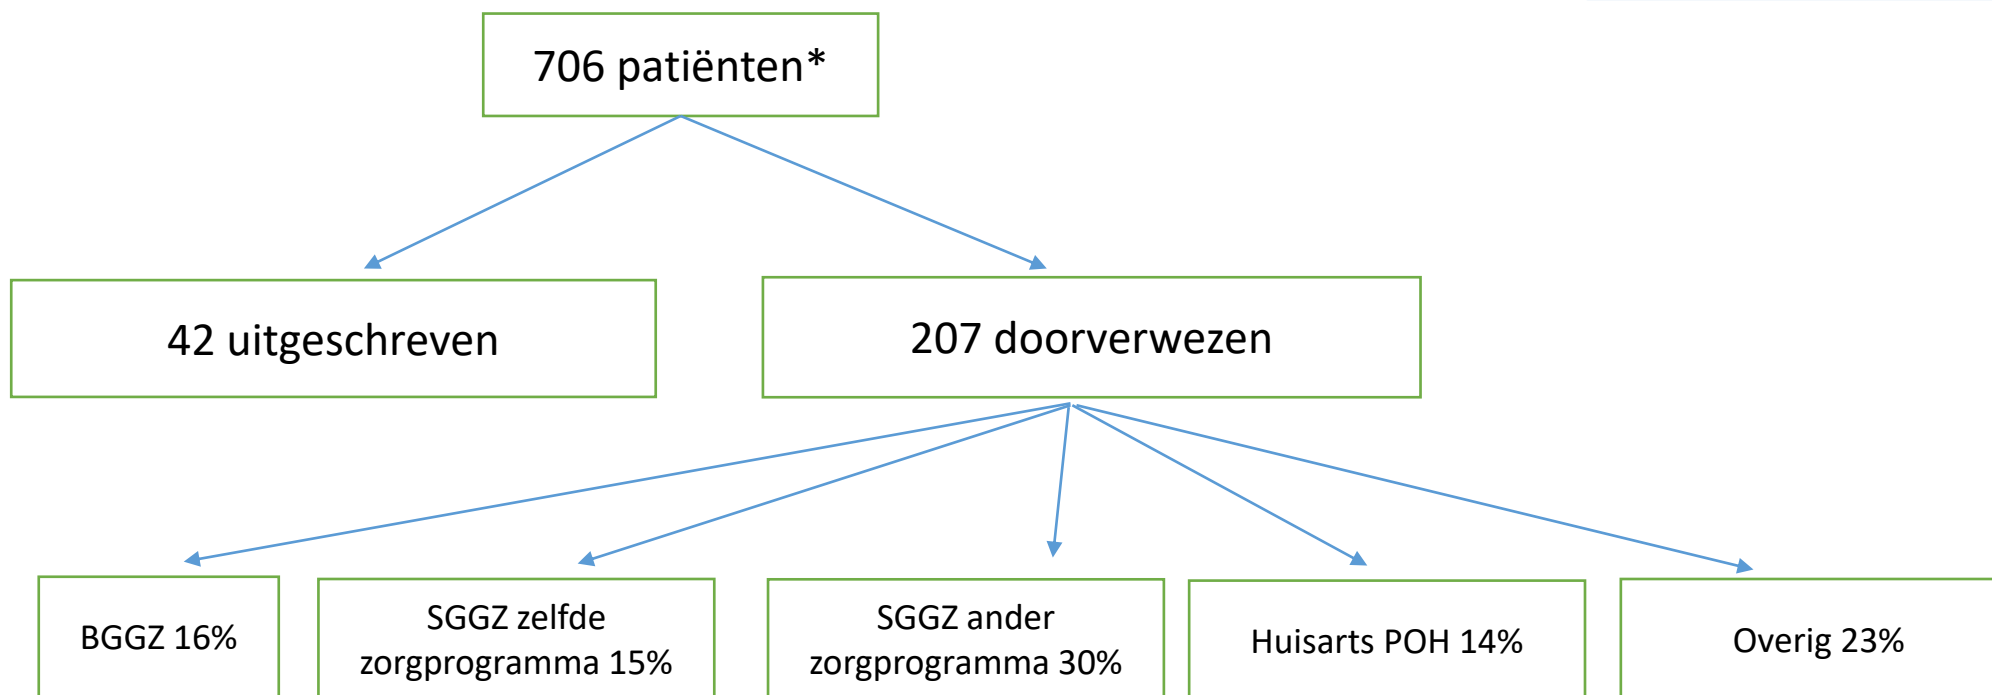 706 patiënten*
42 uitgeschreven
207 doorverwezen
BGGZ 16%
SGGZ zelfde
zorgprogramma 15%
SGGZ ander
zorgprogramma 30%
Huisarts POH 14%
Overig 23%